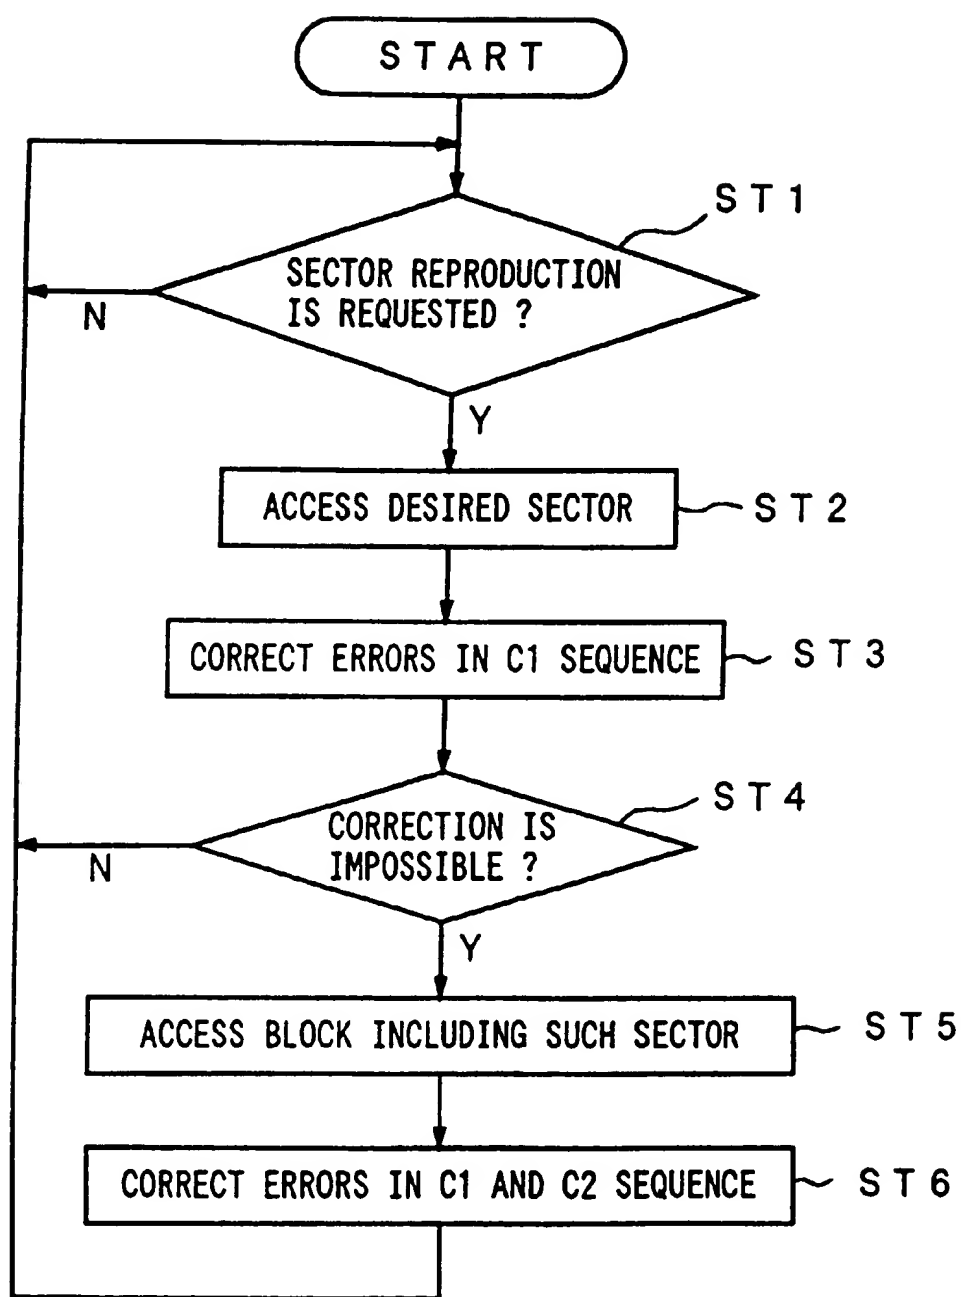 START
ST1
SECTOR REPRODUCTION
IS REQUESTED ?
N
Y
ACCESS DESIRED SECTOR
ST2
CORRECT ERRORS IN C1 SEQUENCE
ST3
ST4
CORRECTION IS
IMPOSSIBLE ?
N
Y
ACCESS BLOCK INCLUDING SUCH SECTOR
ST5
CORRECT ERRORS IN C1 AND C2 SEQUENCE
ST6